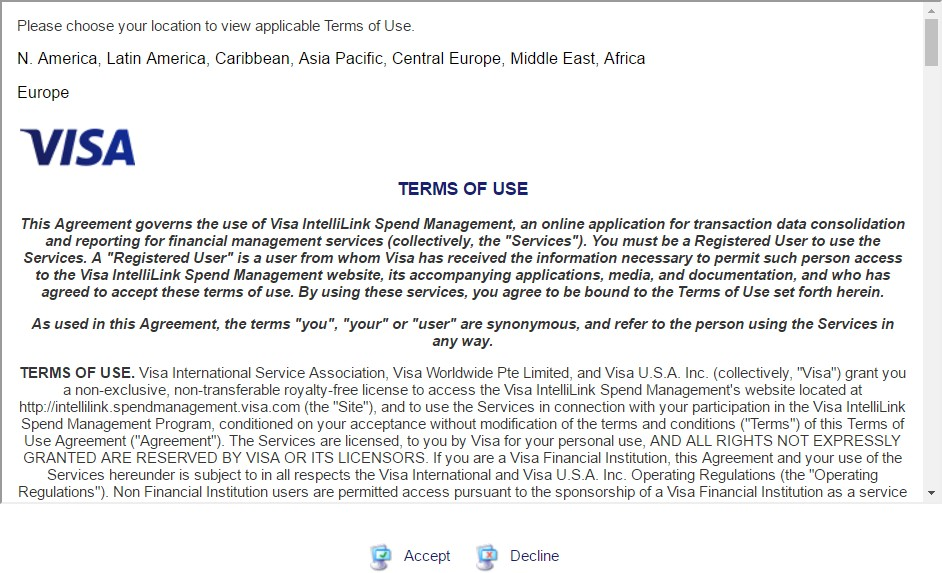 Please choose your location to view applicable Terms of Use.
N. America, Latin America, Caribbean, Asia Pacific, Central Europe, Middle East, Africa
Europe
VISA
TERMS OF USE
This Agreement governs the use of Visa IntelliLink Spend Management, an online application for transaction data consolidation
and reporting for financial management services (collectively, the "Services"). You must be a Registered User to use the
Services. A "Registered User" is a user from whom Visa has received the information necessary to permit such person access
to the Visa IntelliLink Spend Management website, its accompanying applications, media, and documentation, and who has
agreed to accept these terms of use. By using these services, you agree to be bound to the Terms of Use set forth herein.
As used in this Agreement, the terms "you", "your" or "user" are synonymous, and refer to the person using the Services in
any way.
TERMS OF USE. Visa International Service Association, Visa Worldwide Pte Limited, and Visa U.S.A. Inc. (collectively, "Visa") grant you
a non-exclusive, non-transferable royalty-free license to access the Visa IntelliLink Spend Management's website located at
http://intellilink.spendmanagement.visa.com (the "Site"), and to use the Services in connection with your participation in the Visa IntelliLink
Spend Management Program, conditioned on your acceptance without modification of the terms and conditions ("Terms") of this Terms of
Use Agreement ("Agreement"). The Services are licensed, to you by Visa for your personal use, AND ALL RIGHTS NOT EXPRESSLY
GRANTED ARE RESERVED BY VISA OR ITS LICENSORS. If you are a Visa Financial Institution, this Agreement and your use of the
Services hereunder is subject to in all respects the Visa International and Visa U.S.A. Inc. Operating Regulations (the "Operating
Regulations"). Non Financial Institution users are permitted access pursuant to the sponsorship of a Visa Financial Institution as a service
Accept Decline